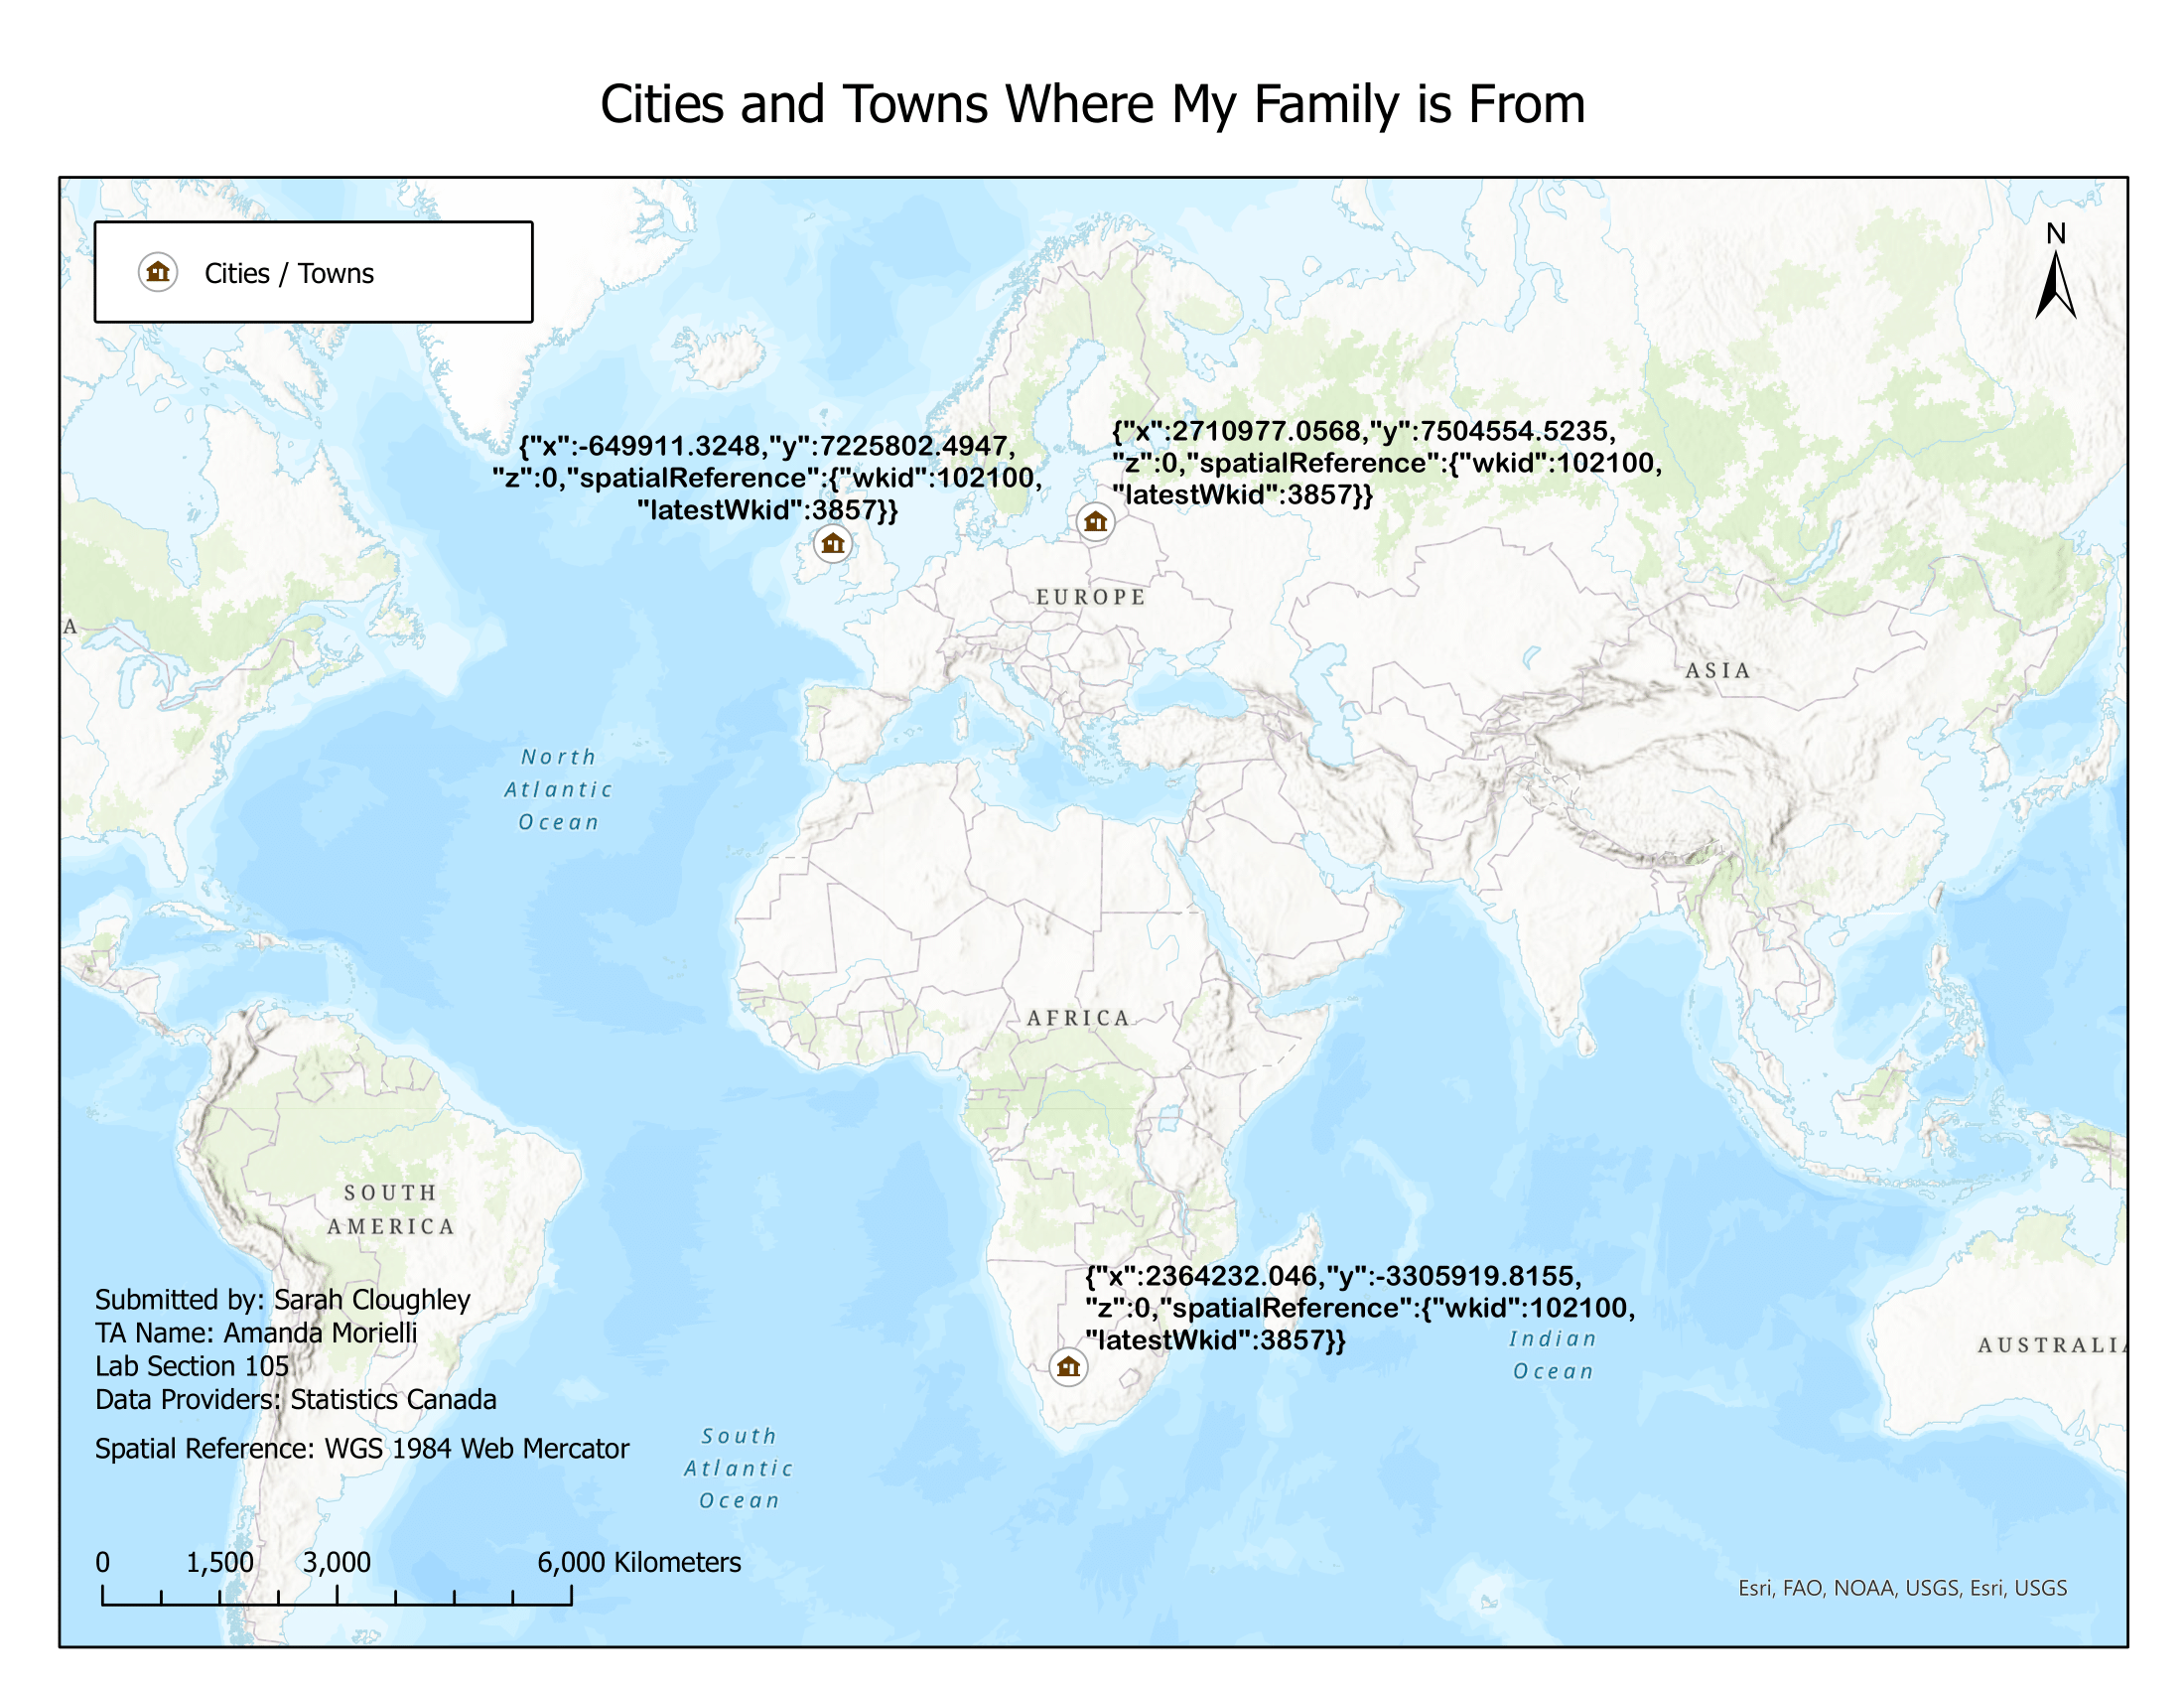 Cities and Towns Where My Family is From
Cities / Towns
N
{"x":-649911.3248,"y":7225802.4947,
"z":0,"spatialReference":{"wkid":102100,
"latestWkid":3857}}
{"x":2710977.0568,"y":7504554.5235,
"z":0,"spatialReference":{"wkid":102100,
"latestWkid":3857}}
EUROPE
A
ASIA
North
Atlantic
Ocean
AFRICA
SOUTH
AMERICA
{"x":2364232.046,"y":-3305919.8155,
"z":0,"spatialReference":{"wkid":102100,
"latestWkid":3857}}
Indian
Ocean
AUSTRALIA
Submitted by: Sarah Cloughley
TA Name: Amanda Morielli
Lab Section 105
Data Providers: Statistics Canada
Spatial Reference: WGS 1984 Web Mercator
South
Atlantic
Ocean
0 1,500 3,000 6,000 Kilometers
Esri, FAO, NOAA, USGS, Esri, USGS